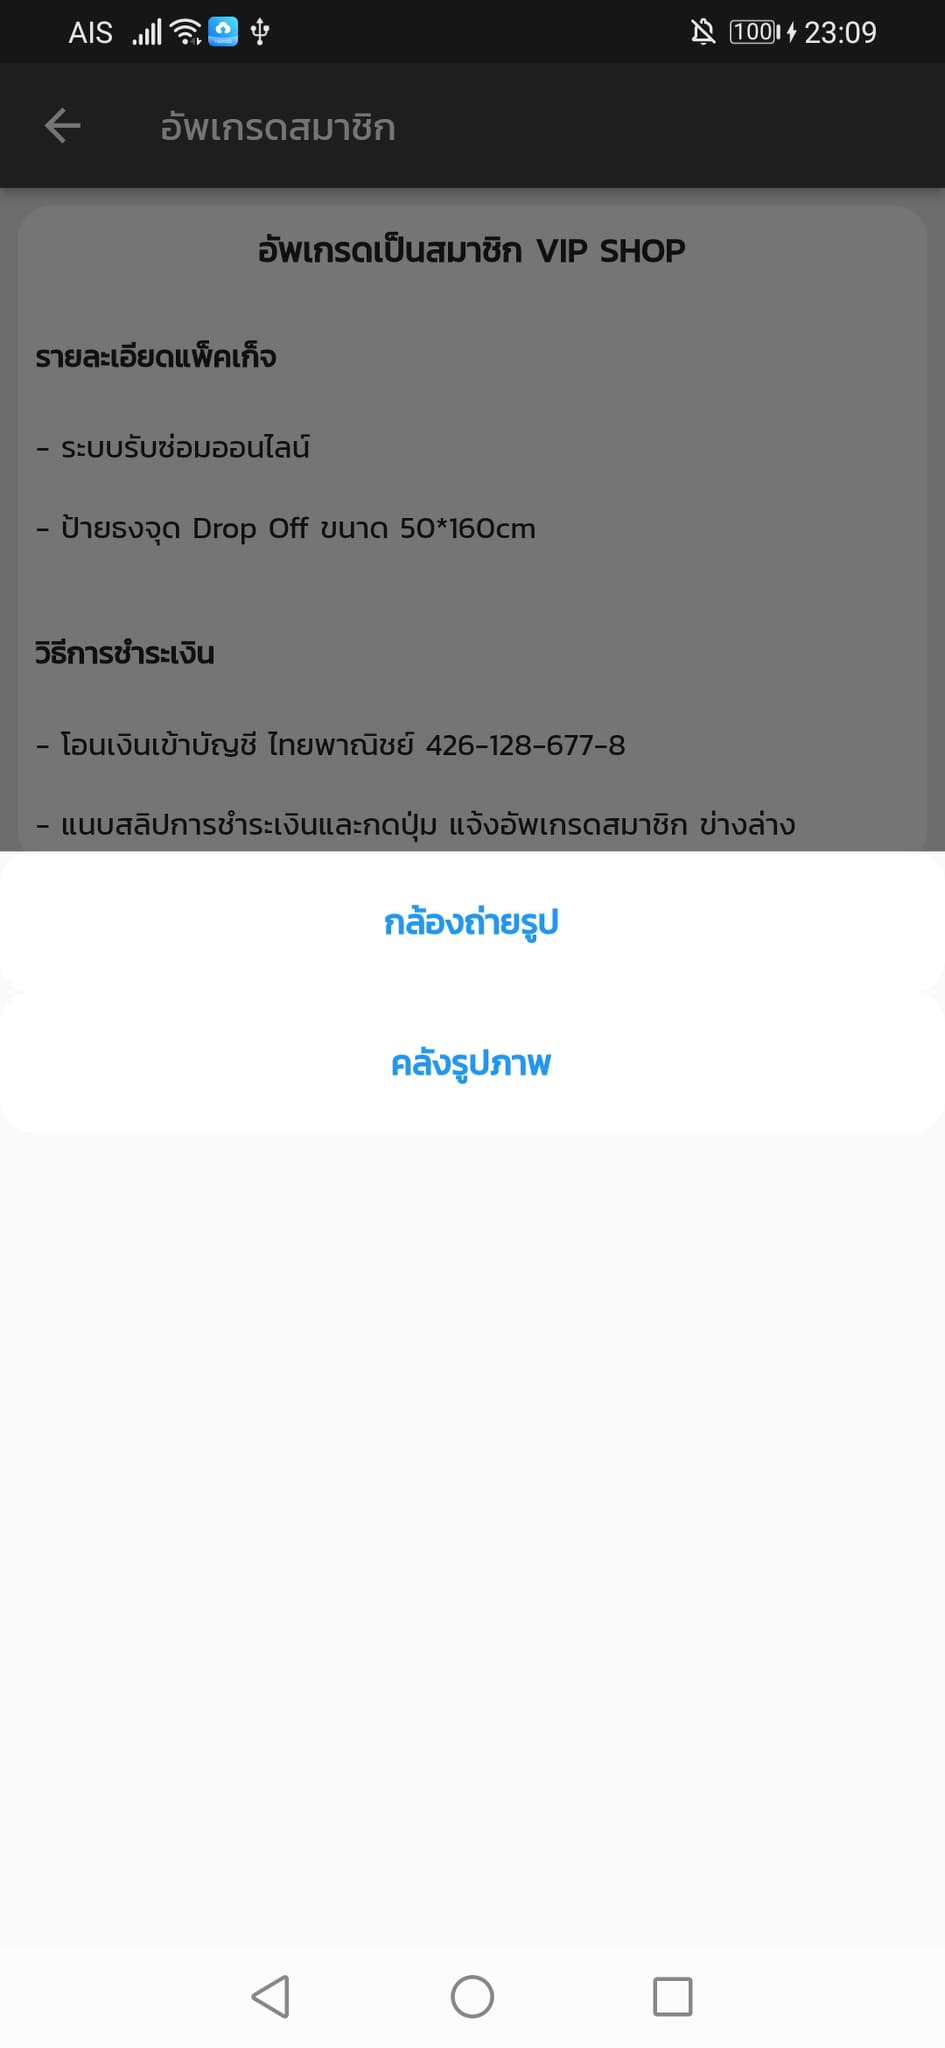 AIS 100 23:09
อัพเกรดสมาชิก
อัพเกรดเป็นสมาชิก VIP SHOP
รายละเอียดแพ็คเก็จ
- ระบบรับซ่อมออนไลน์
- ป้ายธงจุด Drop Off ขนาด 50*160cm
วิธีการชำระเงิน
- โอนเงินเข้าบัญชี ไทยพาณิชย์ 426-128-677-8
- แนบสลิปการชำระเงินและกดปุ่ม แจ้งอัพเกรดสมาชิก ข่างล่าง
กล้องถ่ายรูป
คลังรูปภาพ